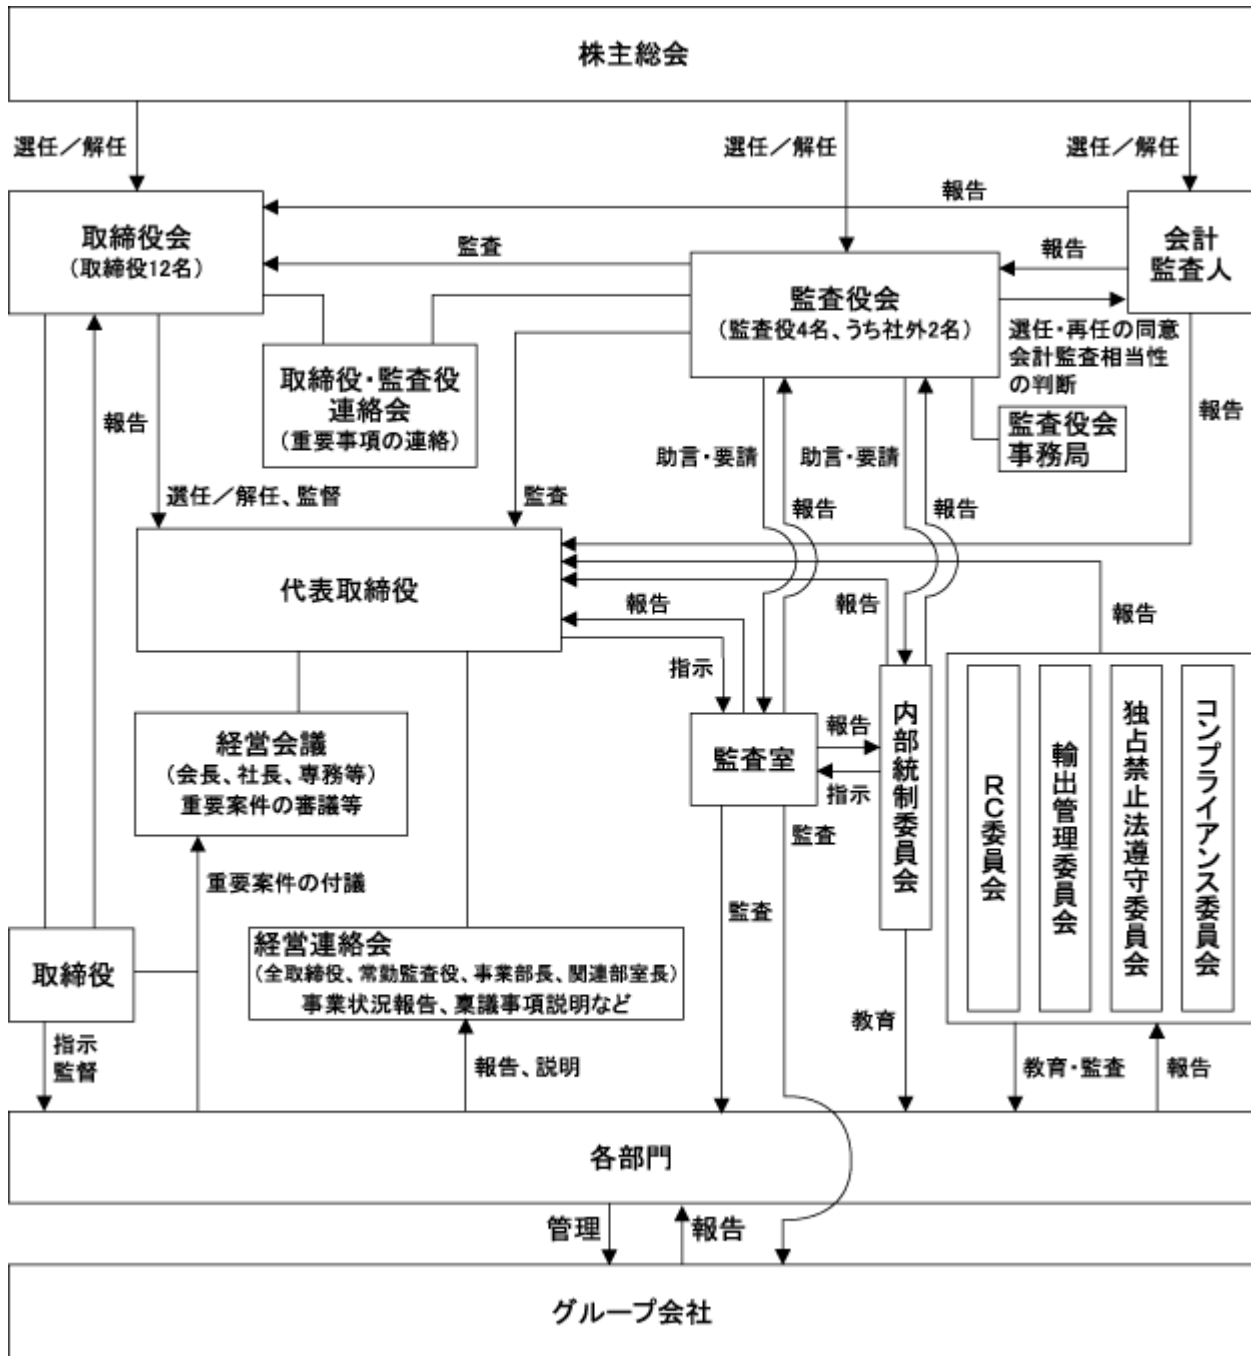 株主総会
選任／解任
選任／解任
選任／解任
報告
取締役会
（取締役12名）
監査
会計
監査人
報告
監査役会
（監査役4名、うち社外2名）
選任・再任の同意
会計監査相当性
の判断
取締役・監査役
連絡会
（重要事項の連絡）
報告
監査役会
事務局
報告
助言・要請
助言・要請
選任／解任、監督
監査
報告
報告
代表取締役
報告
報告
報告
指示
内部統制委員会
RC委員会
輸出管理委員会
独占禁止法遵守委員会
コンプライアンス委員会
経営会議
（会長、社長、専務等）
重要案件の審議等
監査室
報告
指示
監査
重要案件の付議
監査
取締役
経営連絡会
（全取締役、常勤監査役、事業部長、関連部室長）
事業状況報告、稟議事項説明など
教育
指示
監督
報告、説明
教育・監査
報告
各部門
管理
報告
グループ会社